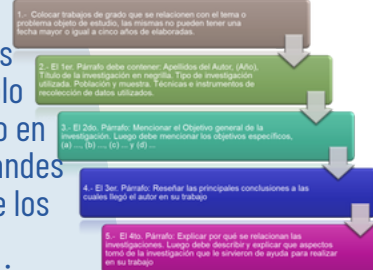 1.- Colocar trabajos de grado que se relacionen con el tema o
problema objeto de estudio, las mismas no pueden tener una
fecha mayor o igual a cinco años de elaboradas.
s
lo
o en
andes
e los
.
2.- El 1er. Párrafo debe contener: Apellidos del Autor, (Año),
Título de la investigación en negrilla. Tipo de investigación
utilizada. Población y muestra. Técnicas e instrumentos de
recolección de datos utilizados.
3.- El 2do. Párrafo: Mencionar el Objetivo general de la
investigación. Luego debe mencionar los objetivos específicos,
(a) ..., (b) ..., (c) ... y (d) ...
4.- El 3er. Párrafo: Reseñar las principales conclusiones a las
cuales llegó el autor en su trabajo
5.- El 4to. Párrafo: Explicar por qué se relacionan las
investigaciones. Luego debe describir y explicar que aspectos
tomó de la investigación que le sirvieron de ayuda para realizar
en su trabajo